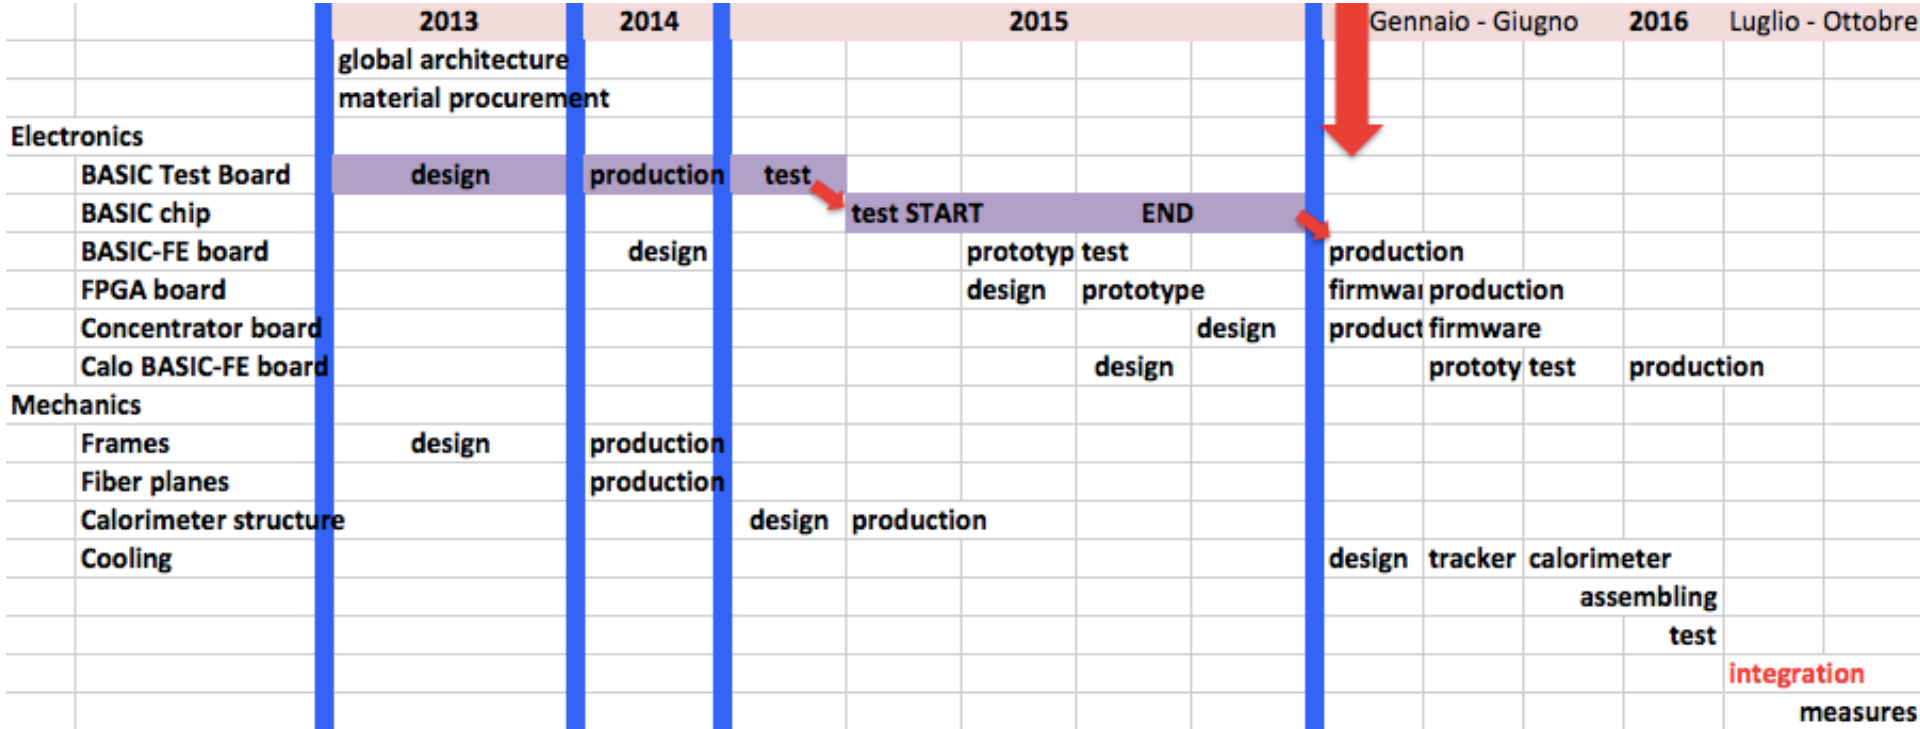 2013 2014 2015 Gennaio - Giugno 2016 Luglio - Ottobre
global architecture
material procurement
Electronics
BASIC Test Board design production test
BASIC chip test START END
BASIC-FE board design prototyp test production
FPGA board design prototype firmwar production
Concentrator board design product firmware
Calo BASIC-FE board design prototy test production
Mechanics
Frames design production
Fiber planes production
Calorimeter structure design production
Cooling design tracker calorimeter
assembling
test
integration
measures